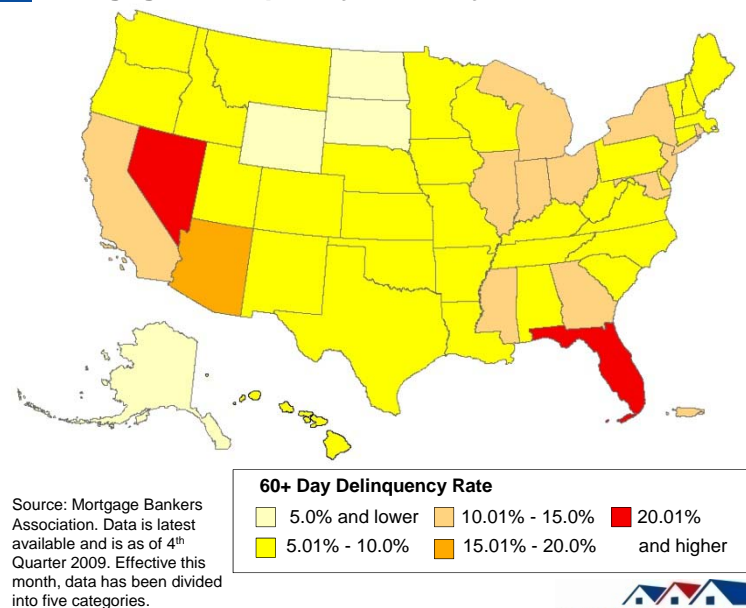 60+ Day Delinquency Rate
5.0% and lower 10.01% - 15.0% 20.01%
5.01% - 10.0% 15.01% - 20.0% and higher
Source: Mortgage Bankers
Association. Data is latest
available and is as of 4th
Quarter 2009. Effective this
month, data has been divided
into five categories.